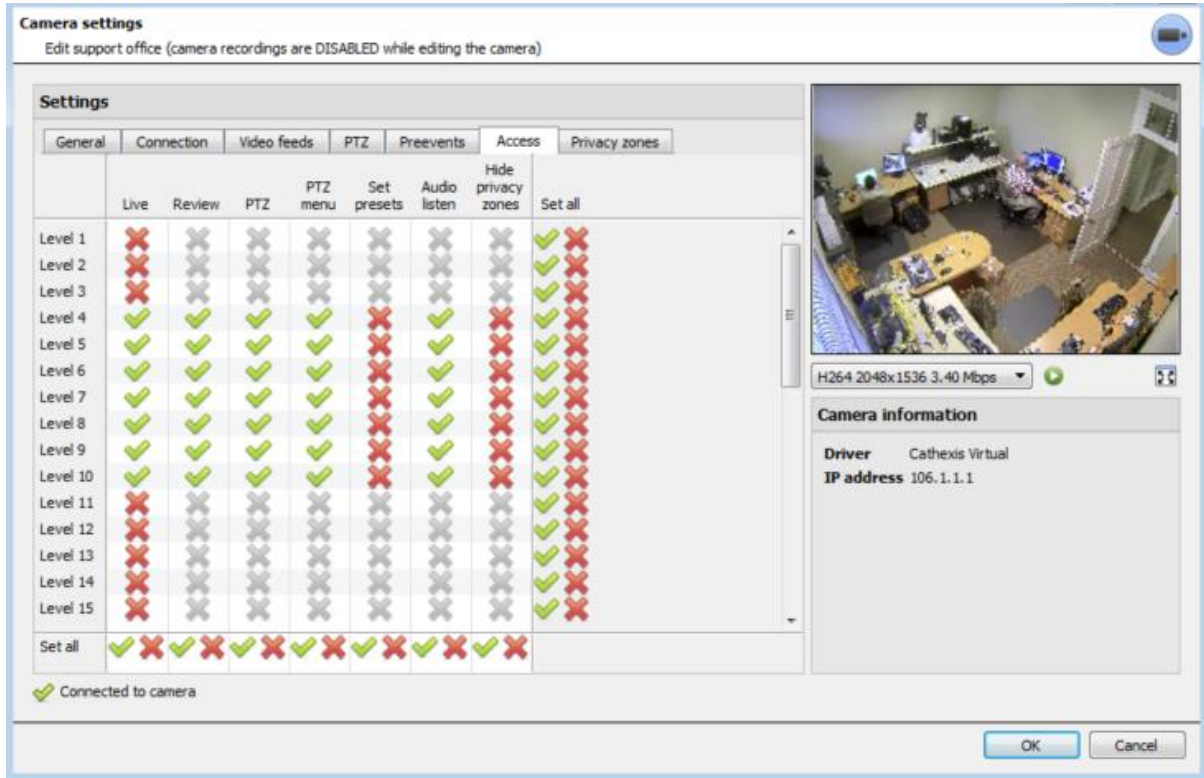 Camera settings
Edit support office (camera recordings are DISABLED while editing the camera)
Settings
General Connection Video feeds PTZ Preevents Access Privacy zones
Live Review PTZ PTZ menu Set presets Audio listen Hide privacy zones Set all
Level 1
Level 2
Level 3
Level 4
Level 5
Level 6
Level 7
Level 8
Level 9
Level 10
Level 11
Level 12
Level 13
Level 14
Level 15
Set all
Connected to camera
H264 2048x1536 3.40 Mbps
Camera information
Driver Cathexis Virtual
IP address 106.1.1.1
OK Cancel